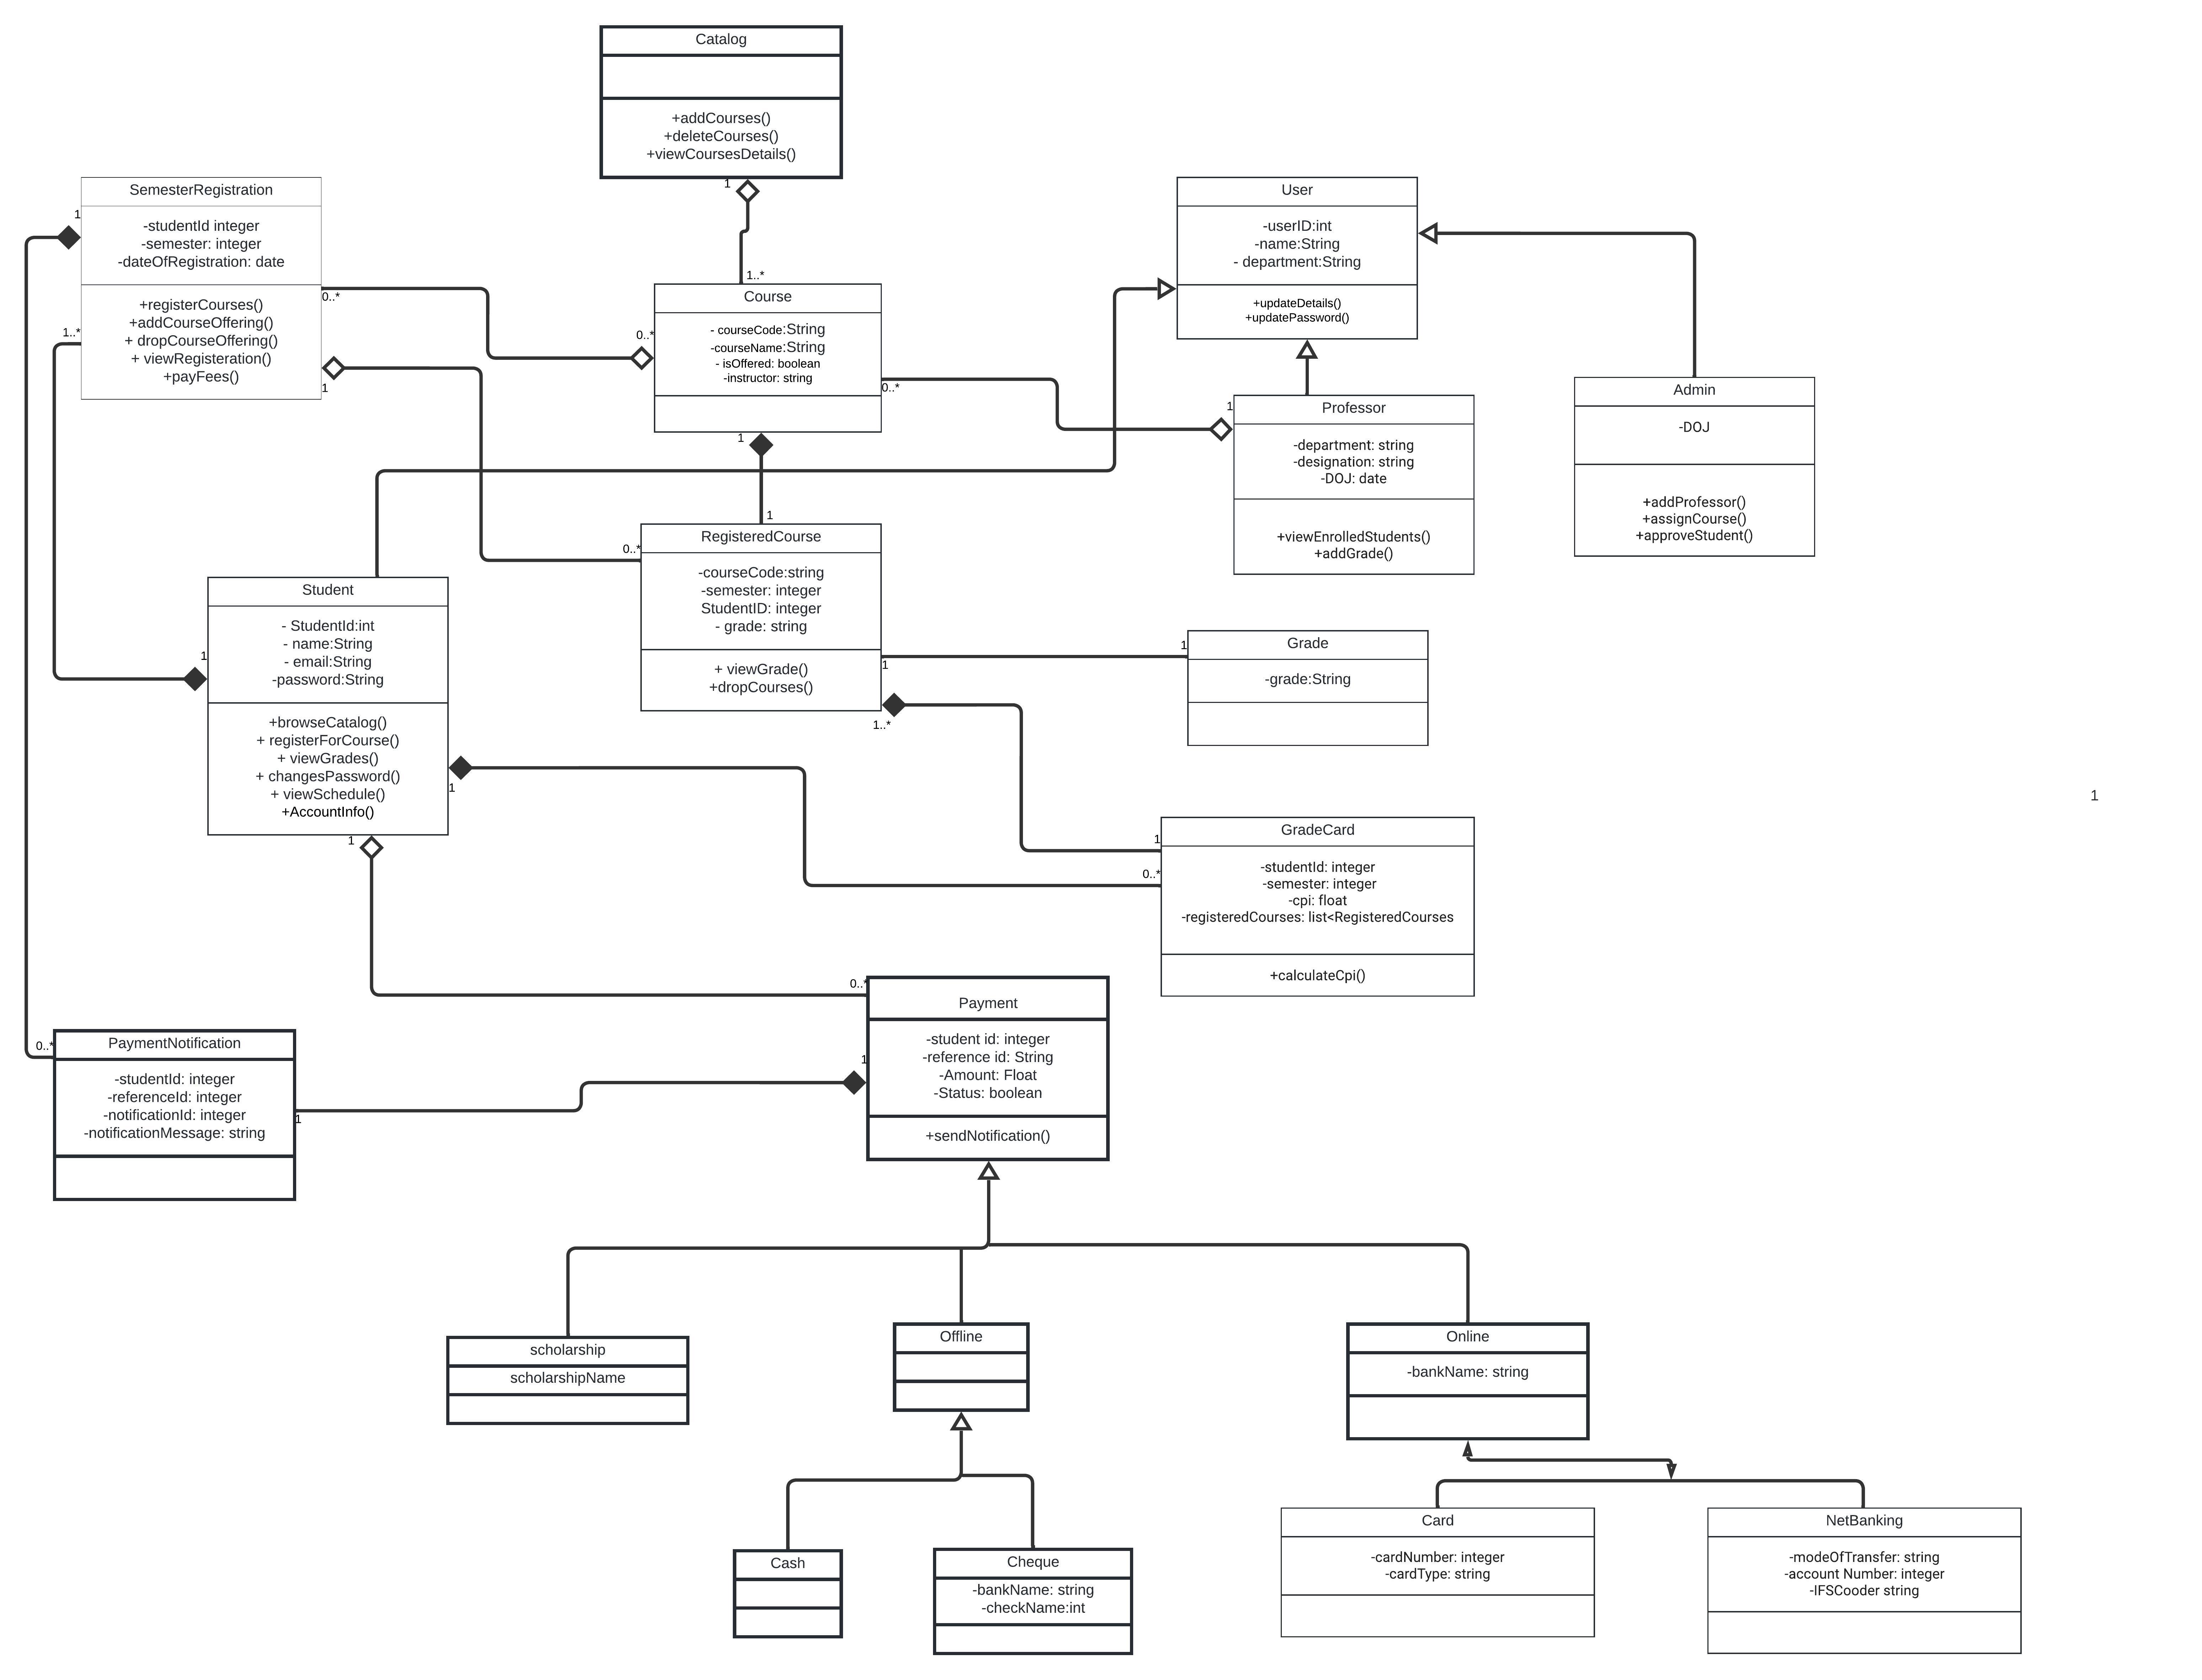 Catalog
+addCourses()
+deleteCourses()
+viewCoursesDetails()
1
1..*
SemesterRegistration
-studentId integer
-semester: integer
-dateOfRegistration: date
+registerCourses()
+addCourseOffering()
+ dropCourseOffering()
+ viewRegisteration()
+payFees()
1
1..*
0..*
1
Course
- courseCode:String
-courseName:String
- isOffered: boolean
-instructor: string
0..*
0..*
1
1
User
-userID:int
-name:String
- department:String
+updateDetails()
+updatePassword()
Professor
-department: string
-designation: string
-DOJ: date
+viewEnrolledStudents()
+addGrade()
1
Admin
-DOJ
+addProfessor()
+assignCourse()
+approveStudent()
RegisteredCourse
-courseCode:string
-semester: integer
StudentID: integer
- grade: string
+ viewGrade()
+dropCourses()
0..*
1
1..*
Student
- StudentId:int
- name:String
- email:String
-password:String
+browseCatalog()
+ registerForCourse()
+ viewGrades()
+ changesPassword()
+ viewSchedule()
+AccountInfo()
1
1
1
Grade
-grade:String
1
GradeCard
-studentId: integer
-semester: integer
-cpi: float
-registeredCourses: list<RegisteredCourses
+calculateCpi()
1
0..*
1
Payment
-student id: integer
-reference id: String
-Amount: Float
-Status: boolean
+sendNotification()
0..*
1
PaymentNotification
-studentId: integer
-referenceId: integer
-notificationId: integer
-notificationMessage: string
0..*
1
scholarship
scholarshipName
Offline
Online
-bankName: string
Cash
Cheque
-bankName: string
-checkName:int
Card
-cardNumber: integer
-cardType: string
NetBanking
-modeOfTransfer: string
-account Number: integer
-IFSCooder string